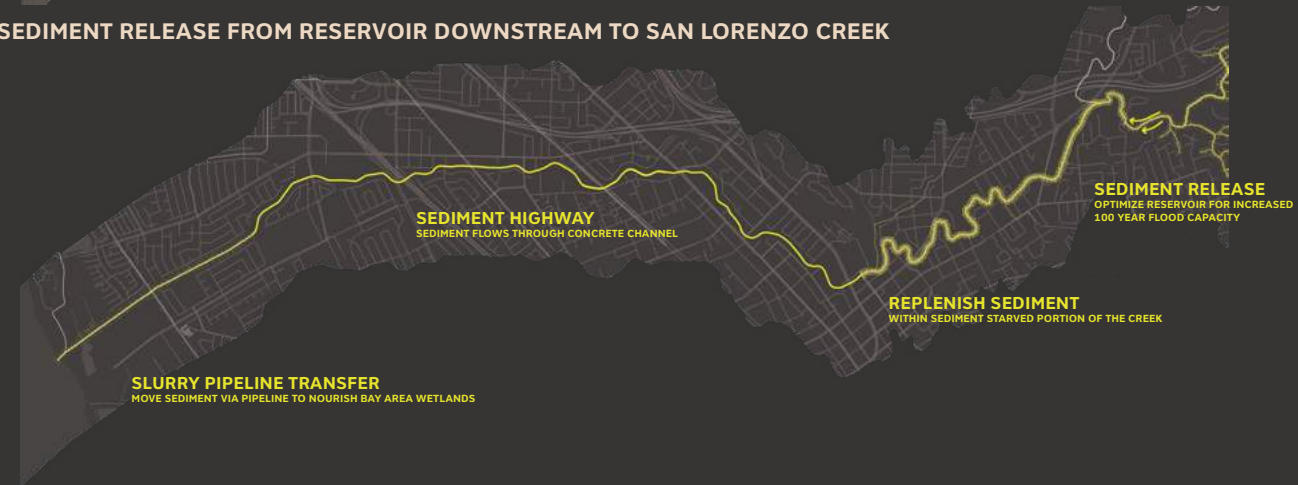 SEDIMENT RELEASE FROM RESERVOIR DOWNSTREAM TO SAN LORENZO CREEK
SEDIMENT RELEASE
OPTIMIZE RESERVOIR FOR INCREASED
100 YEAR FLOOD CAPACITY
SEDIMENT HIGHWAY
SEDIMENT FLOWS THROUGH CONCRETE CHANNEL
REPLENISH SEDIMENT
WITHIN SEDIMENT STARVED PORTION OF THE CREEK
SLURRY PIPELINE TRANSFER
MOVE SEDIMENT VIA PIPELINE TO NOURISH BAY AREA WETLANDS